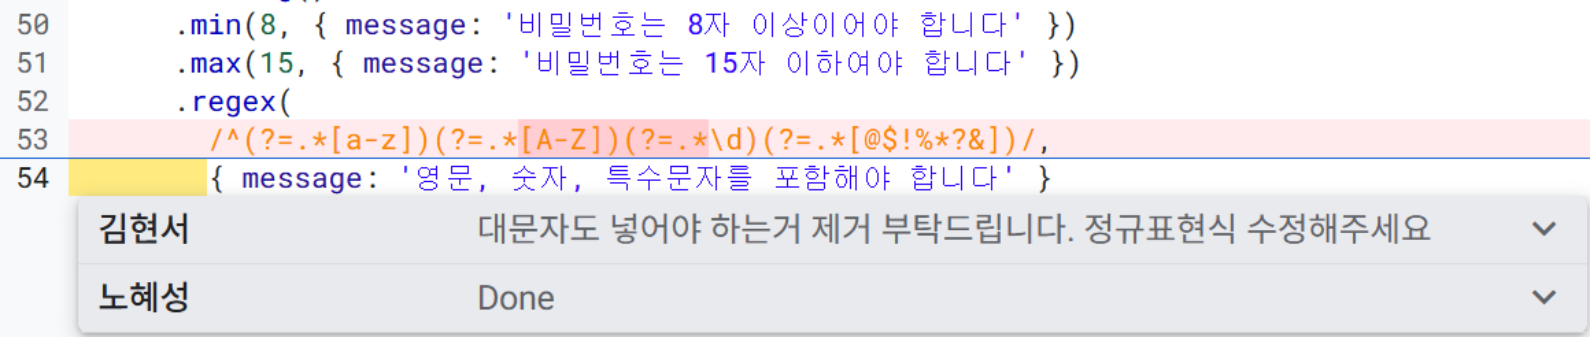 50 .min(8, { message: '비밀번호는 8자 이상이어야 합니다' })
51 .max(15, { message: '비밀번호는 15자 이하여야 합니다' })
52 .regex(
53 /^(?=.*[a-z])(?=.*[A-Z])(?=.*\d)(?=.*[@$!%*?&])/,
54 { message: '영문, 숫자, 특수문자를 포함해야 합니다' }
김현서 대문자도 넣어야 하는거 제거 부탁드립니다. 정규표현식 수정해주세요
노혜성 Done